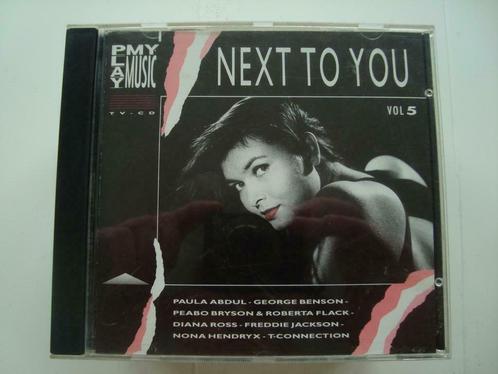 PLAY MY MUSIC
TV-CD
NEXT TO YOU
VOL 5
PAULA ABDUL - GEORGE BENSON -
PEABO BRYSON & ROBERTA FLACK -
DIANA ROSS - FREDDIE JACKSON -
NONA HENDRYX - T-CONNECTION